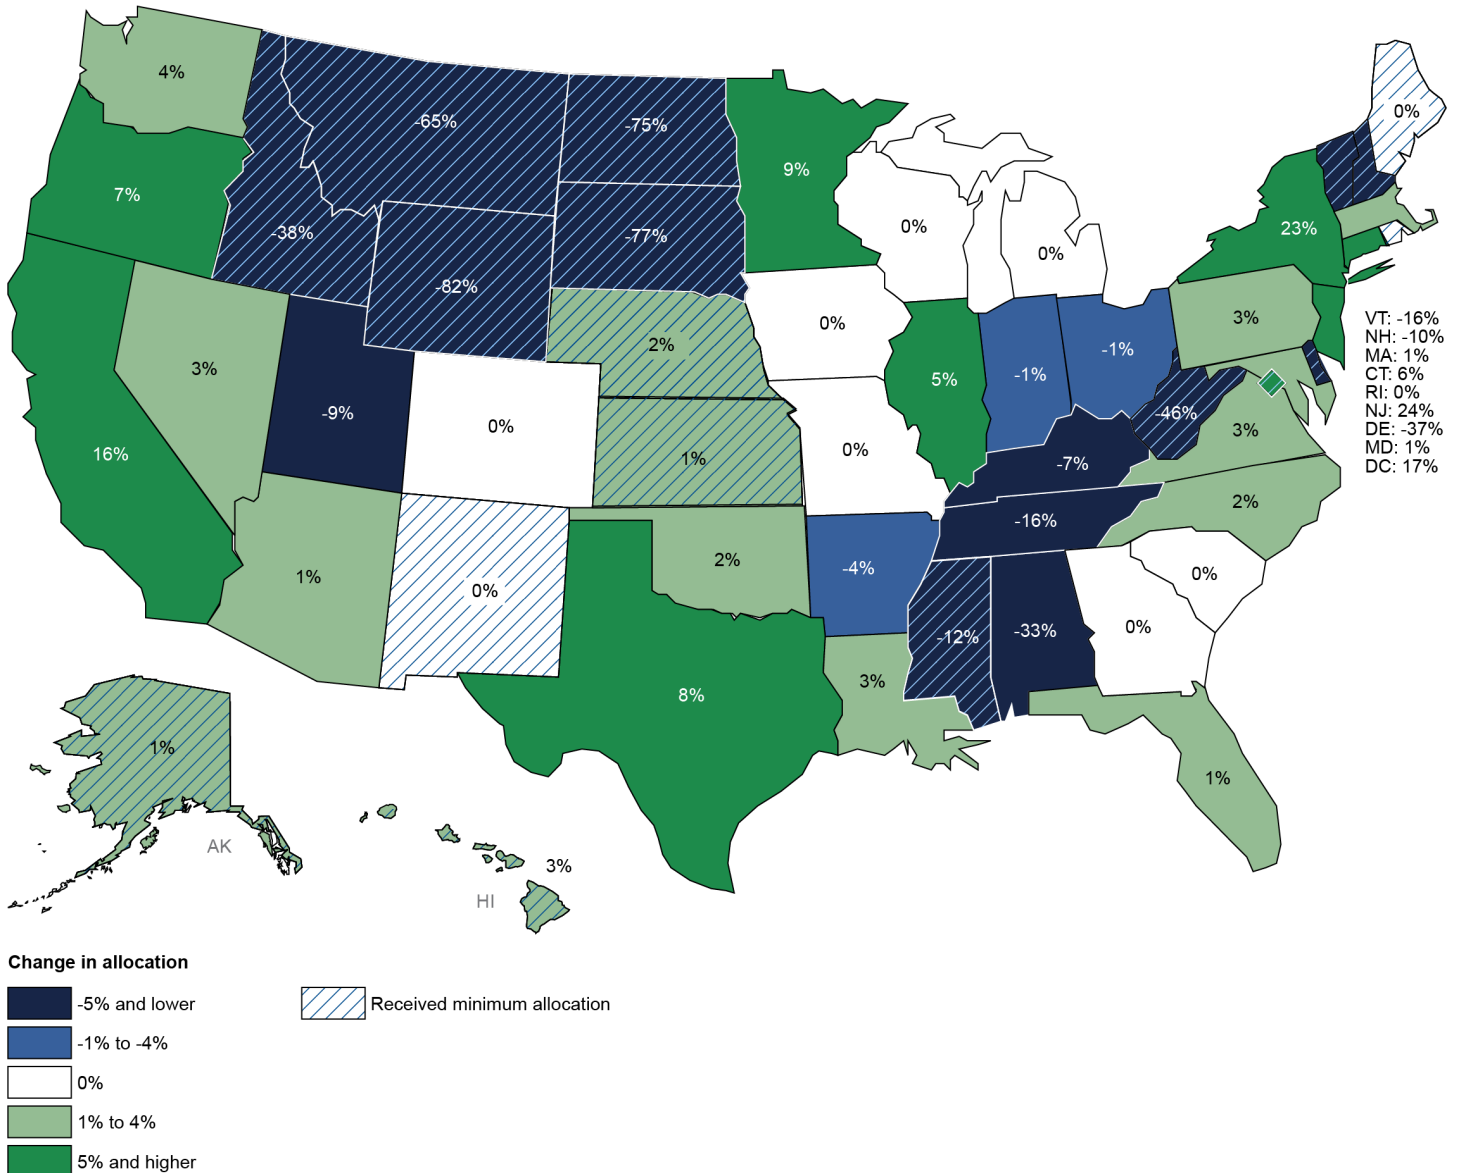 4%
-65%
-75%
9%
0%
7%
-38%
-77%
0%
0%
23%
-82%
3%
2%
0%
3%
-1%
-1%
VT: -16%
NH: -10%
MA: 1%
CT: 6%
RI: 0%
NJ: 24%
DE: -37%
MD: 1%
DC: 17%
-9%
5%
-46%
16%
0%
1%
0%
-7%
3%
-16%
2%
1%
0%
2%
-4%
0%
-12%
-33%
0%
8%
3%
1%
1%
AK
3%
HI
Change in allocation
-5% and lower
Received minimum allocation
-1% to -4%
0%
1% to 4%
5% and higher